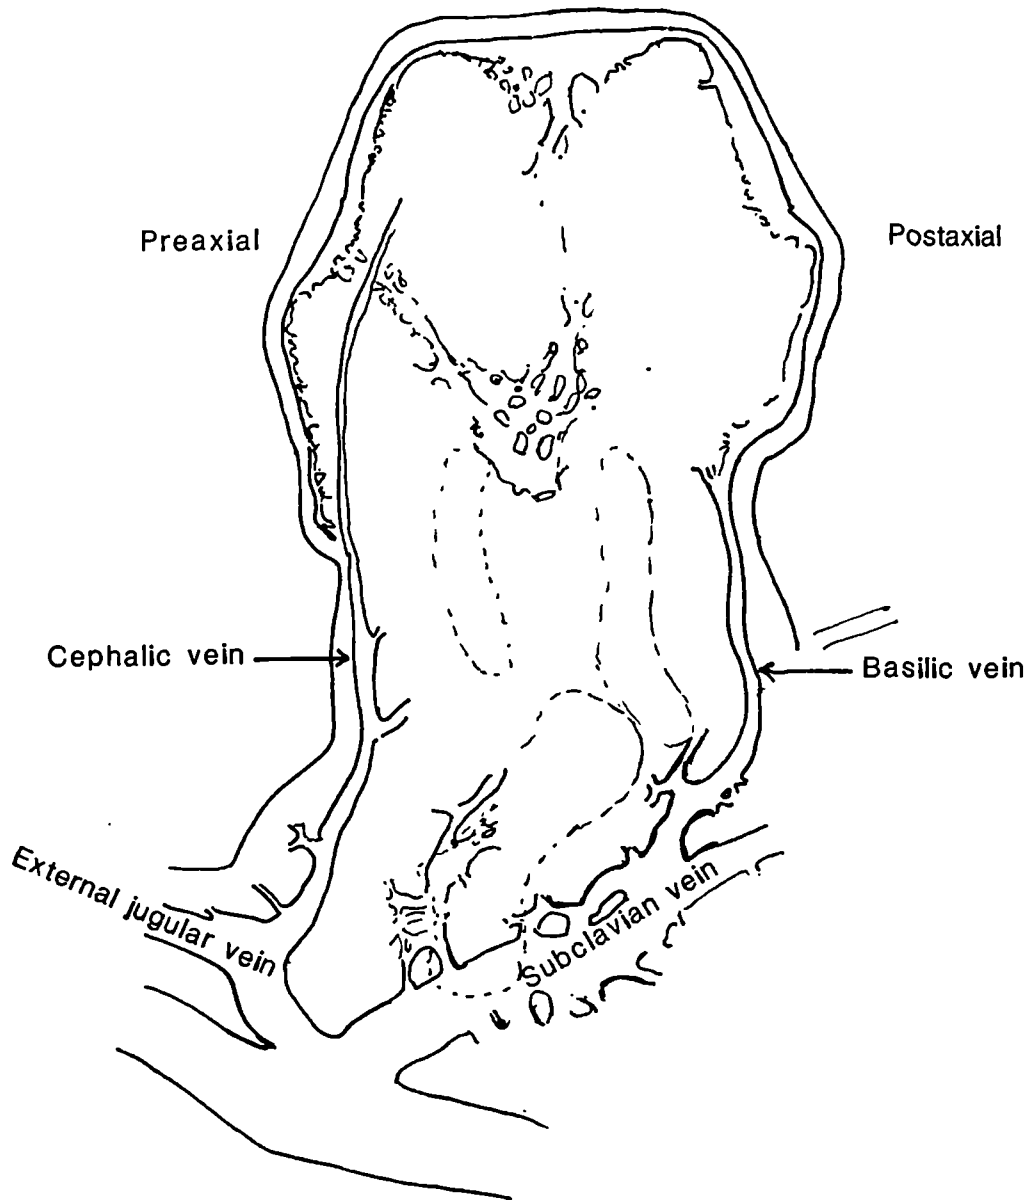 Preaxial
Postaxial
Cephalic vein
Basilic vein
External jugular vein
Subclavian vein